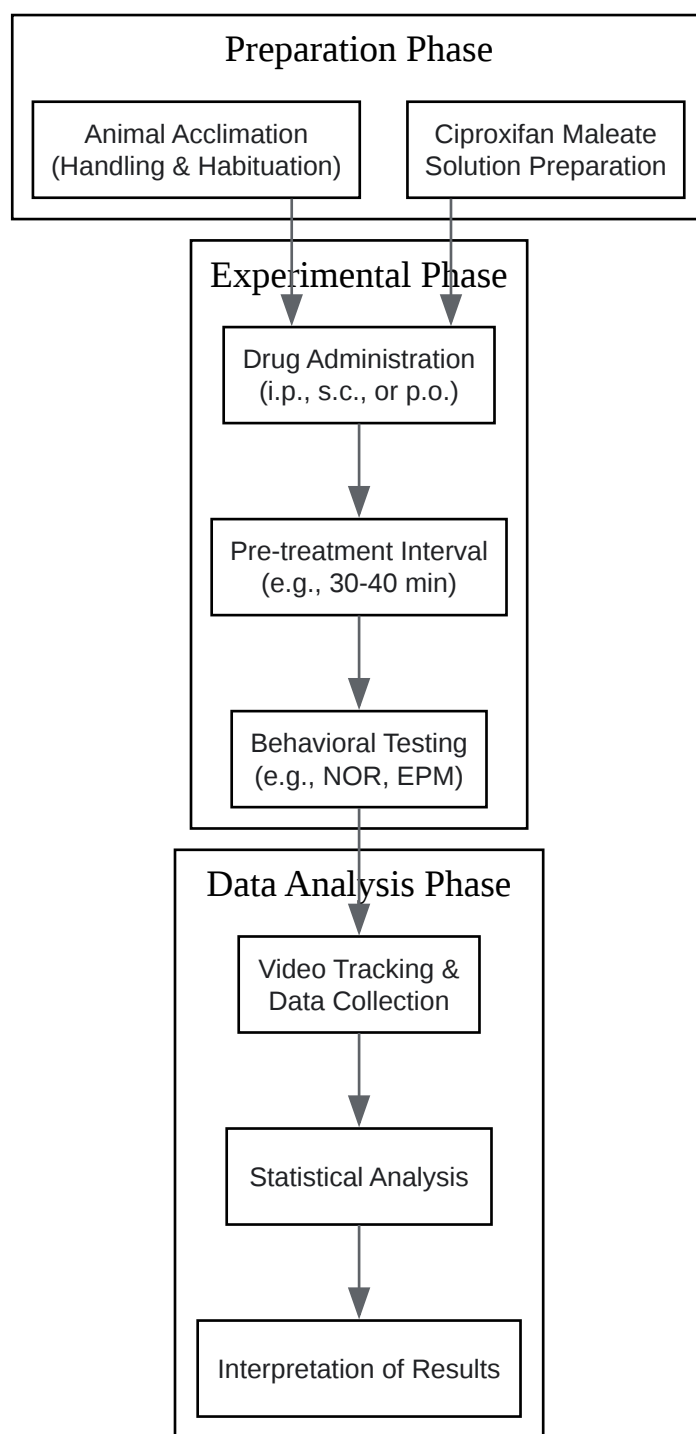 Preparation Phase
Animal Acclimation
(Handling & Habituation)
Ciproxifan Maleate
Solution Preparation
Experimental Phase
Drug Administration
(i.p., s.c., or p.o.)
Pre-treatment Interval
(e.g., 30-40 min)
Behavioral Testing
(e.g., NOR, EPM)
Data Analysis Phase
Video Tracking &
Data Collection
Statistical Analysis
Interpretation of Results